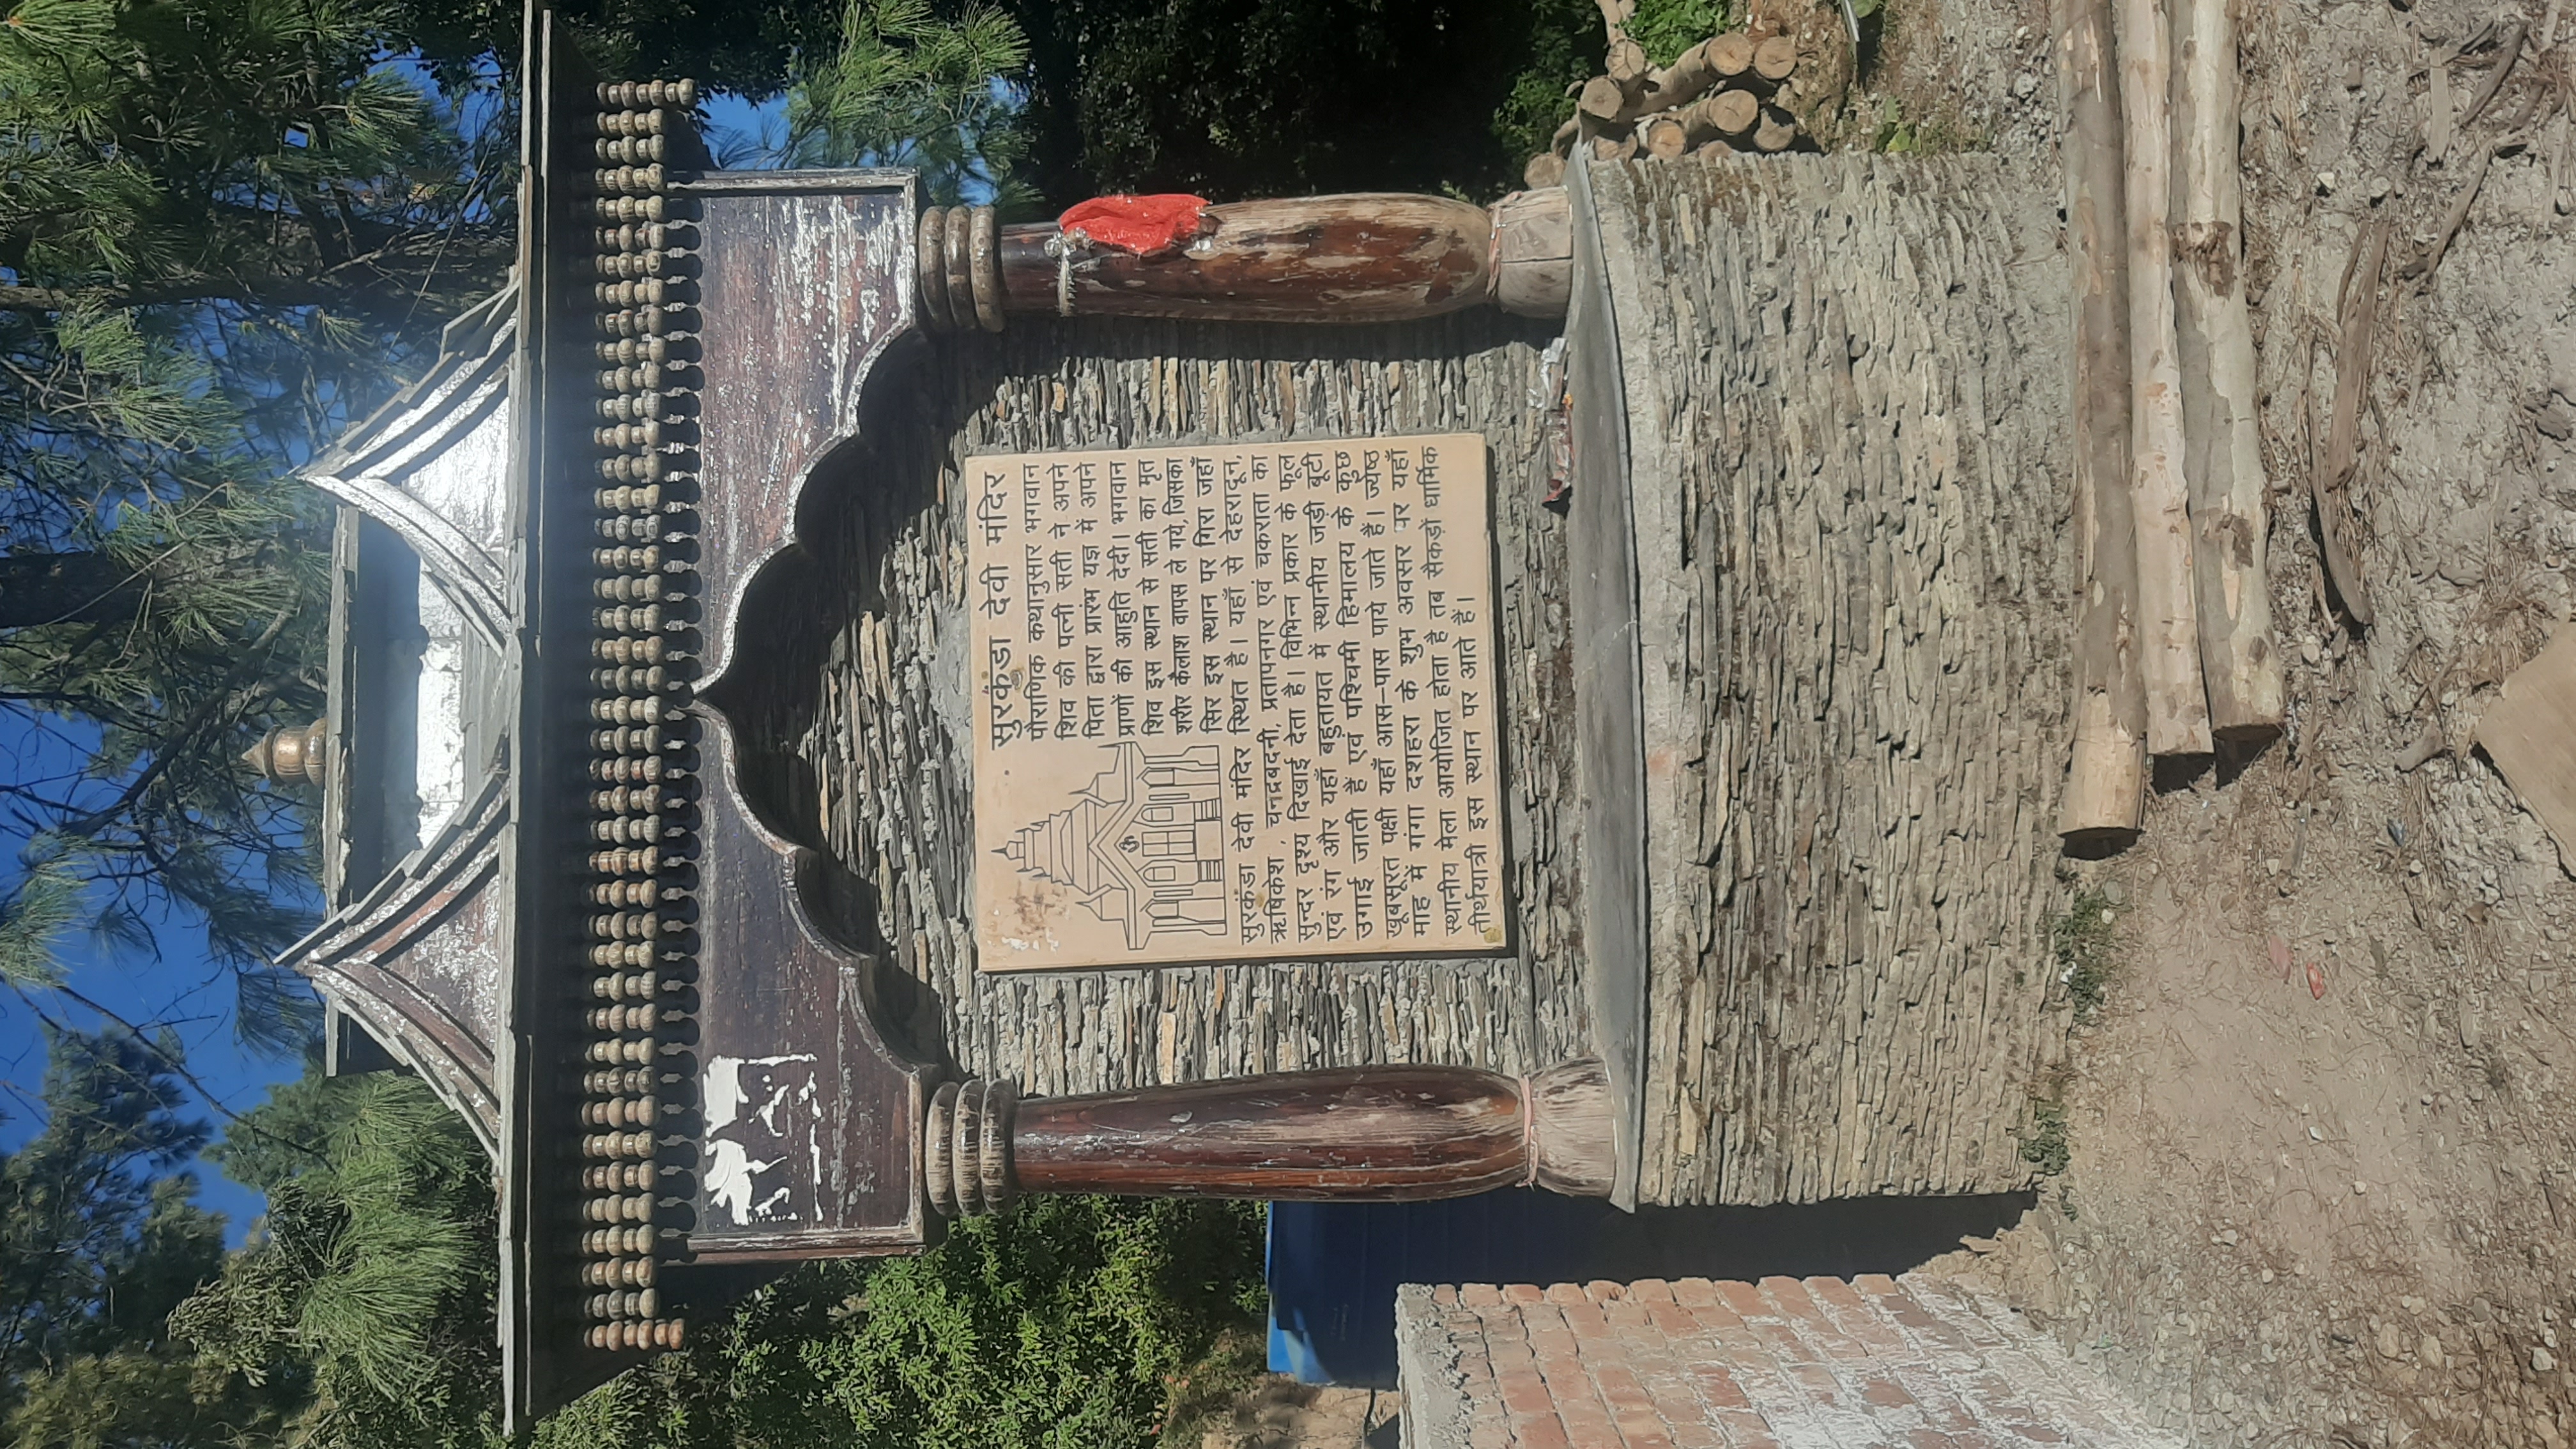 सुरकंडा देवी मंदिर
पौराणिक कथानुसार भगवान
शिव की पत्नी सती ने अपने
पिता द्वारा प्रारंभ यज्ञ में अपने
प्राणों की आहुति देदी। भगवान
शिव इस स्थान से सती का मृत
शरीर कैलाश वापस ले गये, जिसका
सिर इस स्थान पर गिरा जहाँ
सुरकंडा देवी मंदिर स्थित है। यहाँ से देहरादून,
ऋषिकेश , चनद्रबदनी, प्रतापनगर एवं चकराता का
सुन्दर दृश्य दिखाई देता है। विभिन्न प्रकार के फूल
एवं रंग और यहाँ बहुतायत में स्थानीय जड़ी बूटी
उगाई जाती हैं एवं पश्चिमी हिमालय के कुछ
खूबसूरत पक्षी यहाँ आस–पास पाये जाते हैं। ज्येष्ठ
माह में गंगा दशहरा के शुभ अवसर पर यहाँ
स्थानीय मेला आयोजित होता है तब सैकड़ों धार्मिक
तीर्थयात्री इस स्थान पर आते हैं।